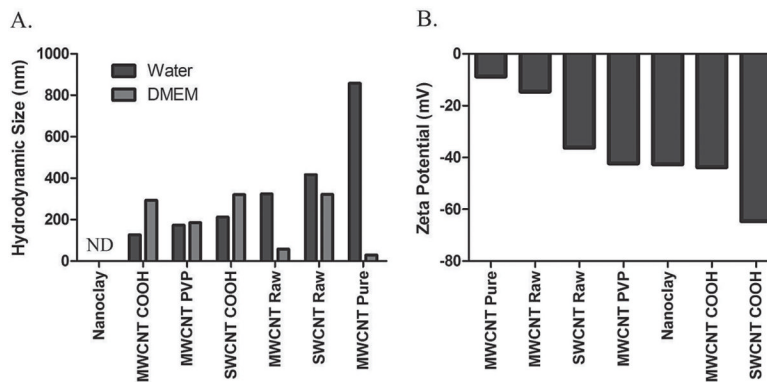 A.
Hydrodynamic Size (nm)
1000
800
600
400
200
0
Water
DMEM
ND
Nanoclay
MWCNT COOH
MWCNT PVP
SWCNT COOH
MWCNT Raw
SWCNT Raw
MWCNT Pure
B.
Zeta Potential (mV)
0
-20
-40
-60
-80
MWCNT Pure
MWCNT Raw
SWCNT Raw
MWCNT PVP
Nanoclay
MWCNT COOH
SWCNT COOH